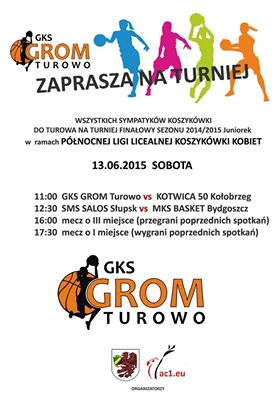 GKS
GROM
TUROWO
ZAPRASZA NA TURNIEJ
WSZYSTKICH SYMPATYKÓW KOSZYKÓWKI
DO TUROWA NA TURNIEJ FINAŁOWY SEZONU 2014/2015 Juniorek
w ramach PÓŁNOCNEJ LIGI LICEALNEJ KOSZYKÓWKI KOBIET
13.06.2015 SOBOTA
11:00 GKS GROM Turowo vs KOTWICA 50 Kołobrzeg
12:30 SMS SALOS Słupsk vs MKS BASKET Bydgoszcz
16:00 mecz o III miejsce (przegrani poprzednich spotkań)
17:30 mecz o I miejsce (wygrani poprzednich spotkań)
GKS
GROM
TUROWO
ac1.eu
ORGANIZATORZY